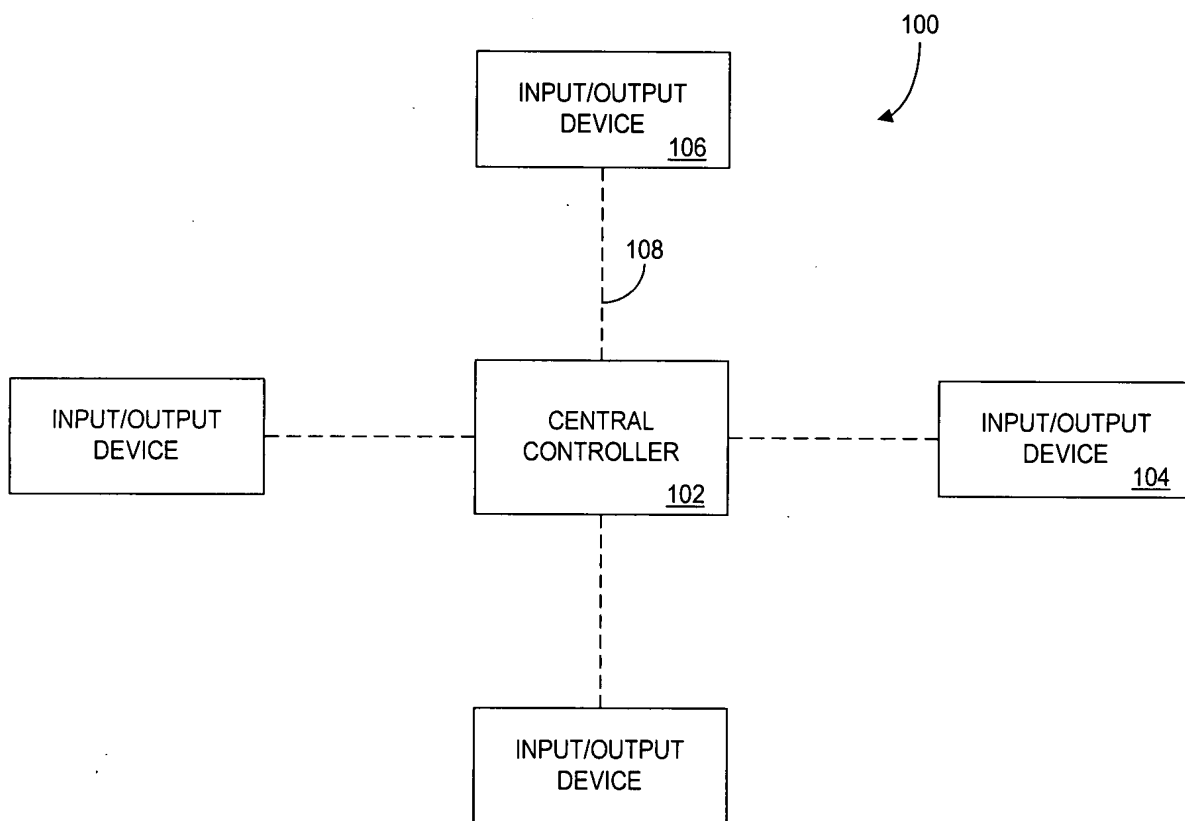 100
INPUT/OUTPUT
DEVICE
106
108
INPUT/OUTPUT
DEVICE
CENTRAL
CONTROLLER
102
INPUT/OUTPUT
DEVICE
104
INPUT/OUTPUT
DEVICE